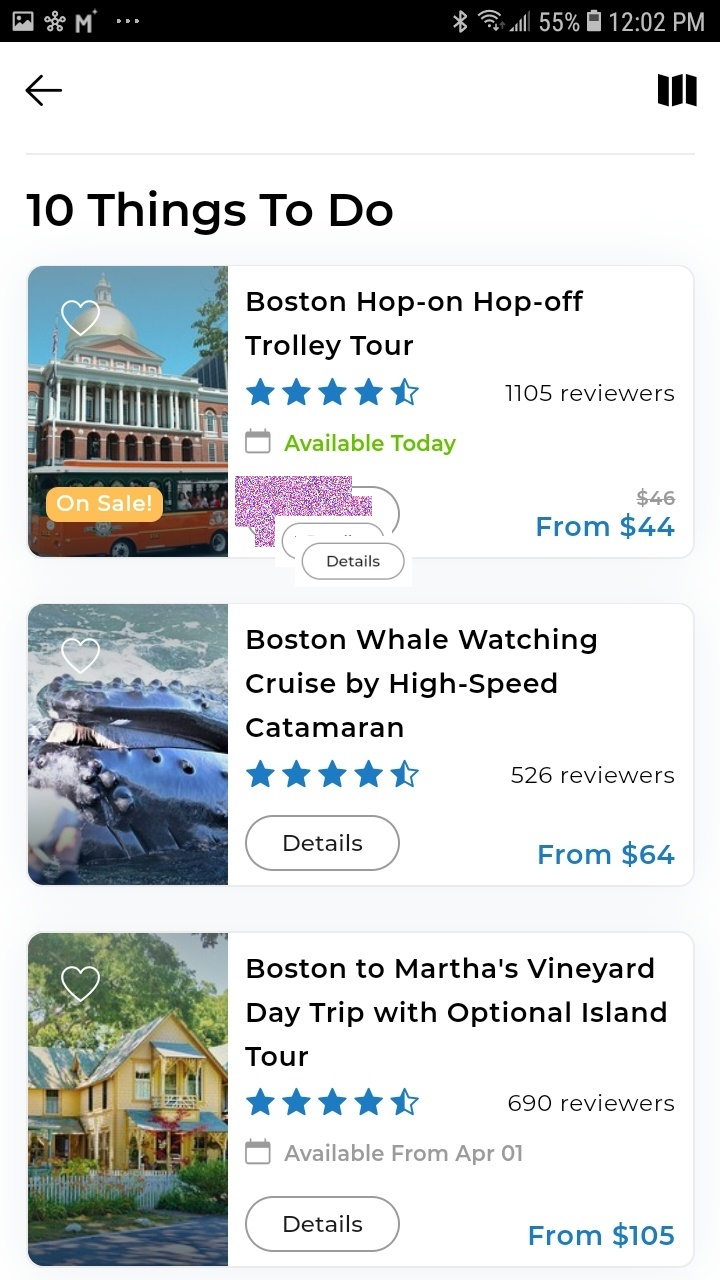 55% 12:02 PM
10 Things To Do
Boston Hop-on Hop-off
Trolley Tour
1105 reviewers
Available Today
On Sale!
$46
From $44
Details
Boston Whale Watching
Cruise by High-Speed
Catamaran
526 reviewers
Details
From $64
Boston to Martha's Vineyard
Day Trip with Optional Island
Tour
690 reviewers
Available From Apr 01
Details
From $105